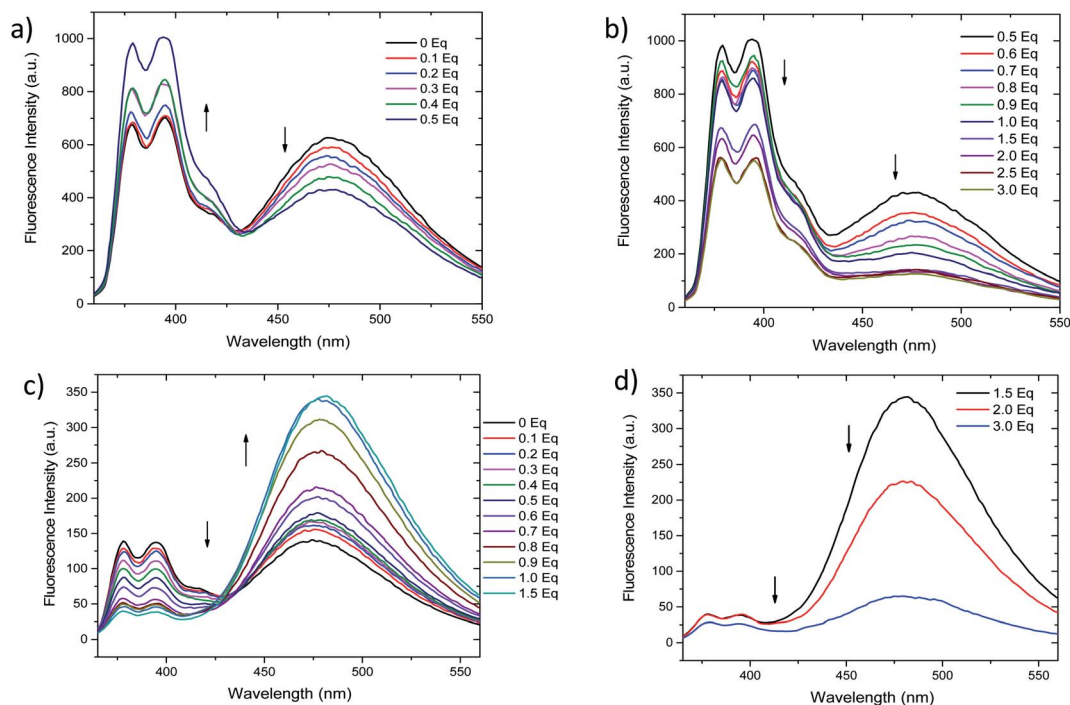 a)
1000
800
600
400
200
0
Fluorescence Intensity (a.u.)
400
450
500
550
Wavelength (nm)
0 Eq
0.1 Eq
0.2 Eq
0.3 Eq
0.4 Eq
0.5 Eq
b)
1000
800
600
400
200
0
Fluorescence Intensity (a.u.)
400
450
500
550
Wavelength (nm)
0.5 Eq
0.6 Eq
0.7 Eq
0.8 Eq
0.9 Eq
1.0 Eq
1.5 Eq
2.0 Eq
2.5 Eq
3.0 Eq
c)
350
300
250
200
150
100
50
0
Fluorescence Intensity (a.u.)
400
450
500
550
Wavelength (nm)
0 Eq
0.1 Eq
0.2 Eq
0.3 Eq
0.4 Eq
0.5 Eq
0.6 Eq
0.7 Eq
0.8 Eq
0.9 Eq
1.0 Eq
1.5 Eq
d)
350
300
250
200
150
100
50
0
Fluorescence Intensity (a.u.)
400
450
500
550
Wavelength (nm)
1.5 Eq
2.0 Eq
3.0 Eq